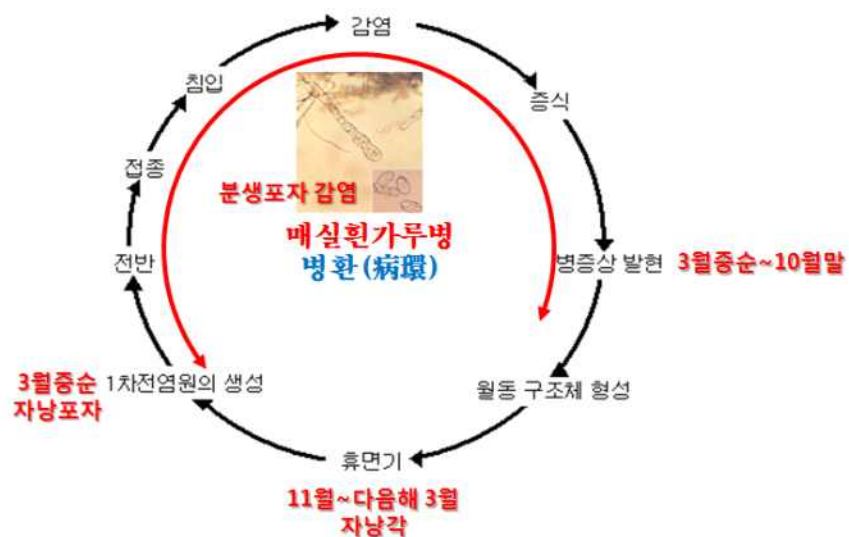 감염
침입
증식
접종
분생포자 감염
매실흰가루병
병환(病環)
전반
병증상 발현 3월중순~10월말
3월중순 1차전염원의 생성
자낭포자
월동 구조체 형성
휴면기
11월~다음해 3월
자낭각